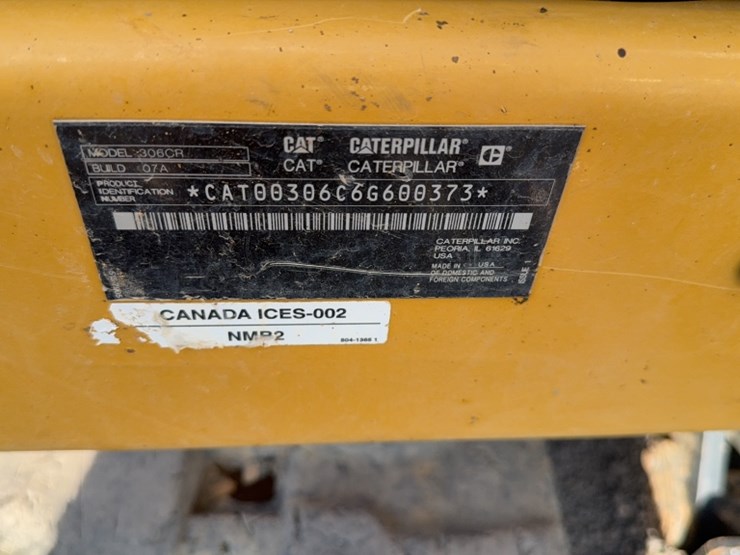 CAT® CATERPILLAR®
CAT® CATERPILLAR®
MODEL 306CR
BUILD 07A
PRODUCT
IDENTIFICATION
NUMBER
*CAT00306C6G600373*
CATERPILLAR INC.
PEORIA, IL 61629
USA
MADE IN USA
OF DOMESTIC AND
FOREIGN COMPONENTS
CANADA ICES-002
NMB2
504-1388 1